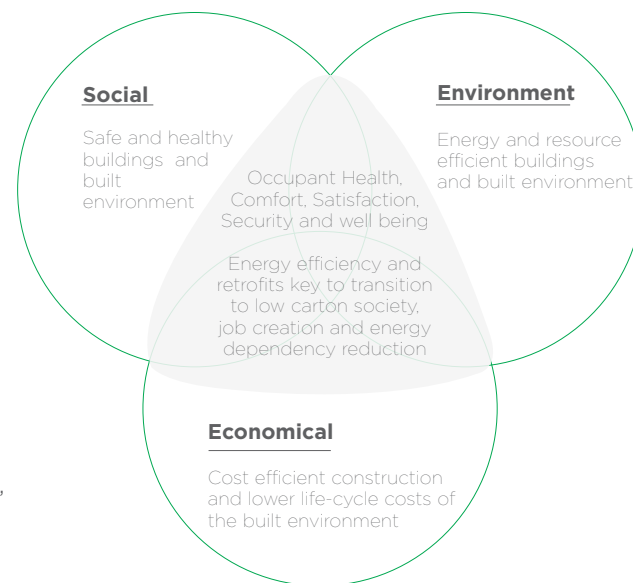 Social
Safe and healthy
buildings and
built
environment
Environment
Energy and resource
efficient buildings
and built environment
Occupant Health,
Comfort, Satisfaction,
Security and well being
Energy efficiency and
retrofits key to transition
to low carton society,
job creation and energy
dependency reduction
Economical
Cost efficient construction
and lower life-cycle costs of
the built environment
,